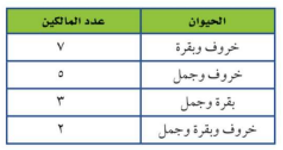 الحيوان عدد المالكين
خروف وبقرة ٧
خروف وجمل ٥
بقرة وجمل ٣
خروف وبقرة وجمل ٢